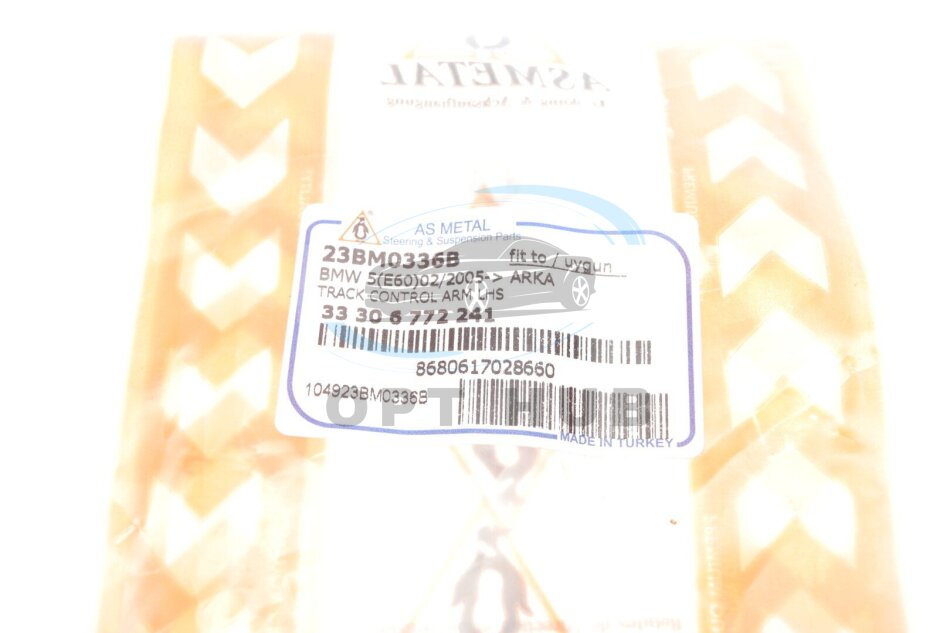 ASMETAL
AS METAL
Steering & Suspension Parts
23BM0336B fit to / uygun
BMW 5(E60)02/2005-> ARKA
TRACK CONTROL ARM LHS
33 30 6 772 241
8680617028660
104923BM0336B
OPT HUB
MADE IN TURKEY